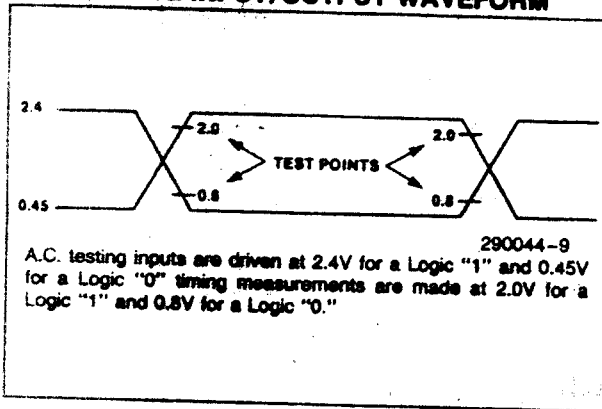 INPUT/OUTPUT WAVEFORM
2.4
2.0
2.0
TEST POINTS
0.8
0.8
0.45
290044-9
A.C. testing inputs are driven at 2.4V for a Logic "1" and 0.45V
for a Logic "0" timing measurements are made at 2.0V for a
Logic "1" and 0.8V for a Logic "0."